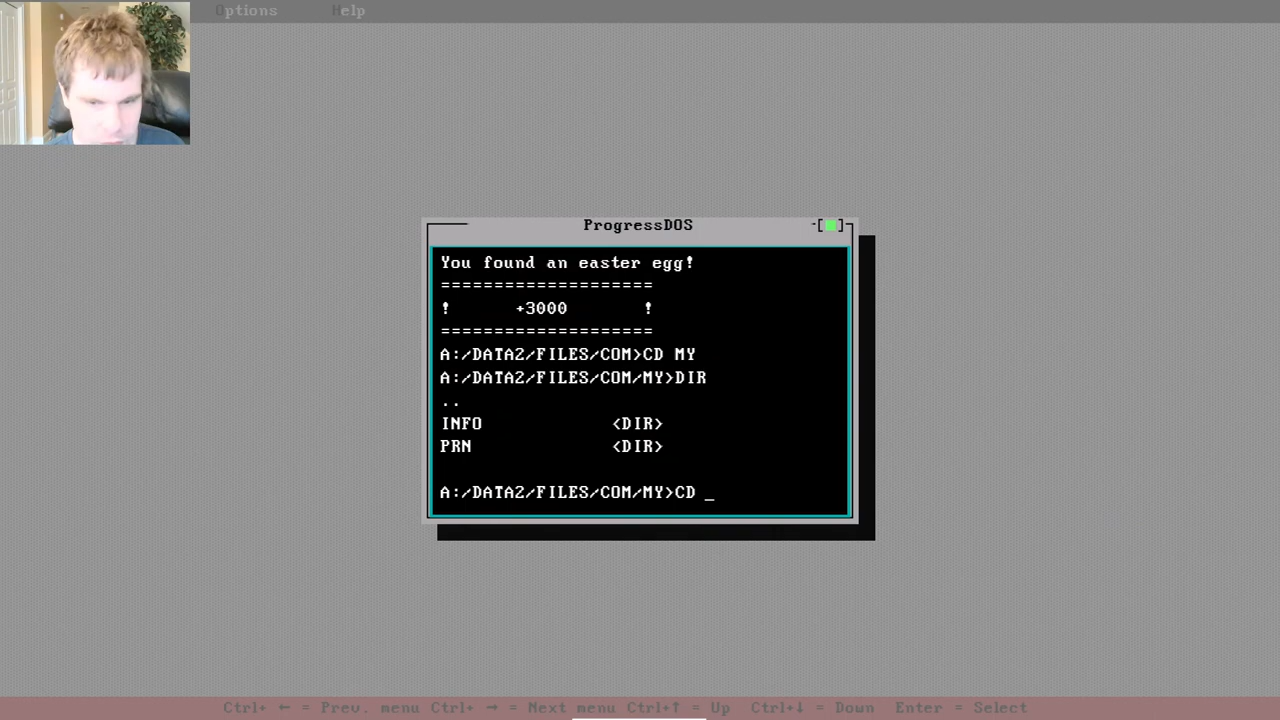 Options Help
ProgressDOS
You found an easter egg!
====================
! +3000 !
====================
A:/DATA2/FILES/COM>CD MY
A:/DATA2/FILES/COM/MY>DIR
..
INFO <DIR>
PRN <DIR>
A:/DATA2/FILES/COM/MY>CD _
Ctrl+ ← = Prev. menu Ctrl+ → = Next menu Ctrl+↑ = Up Ctrl+↓ = Down Enter = Select